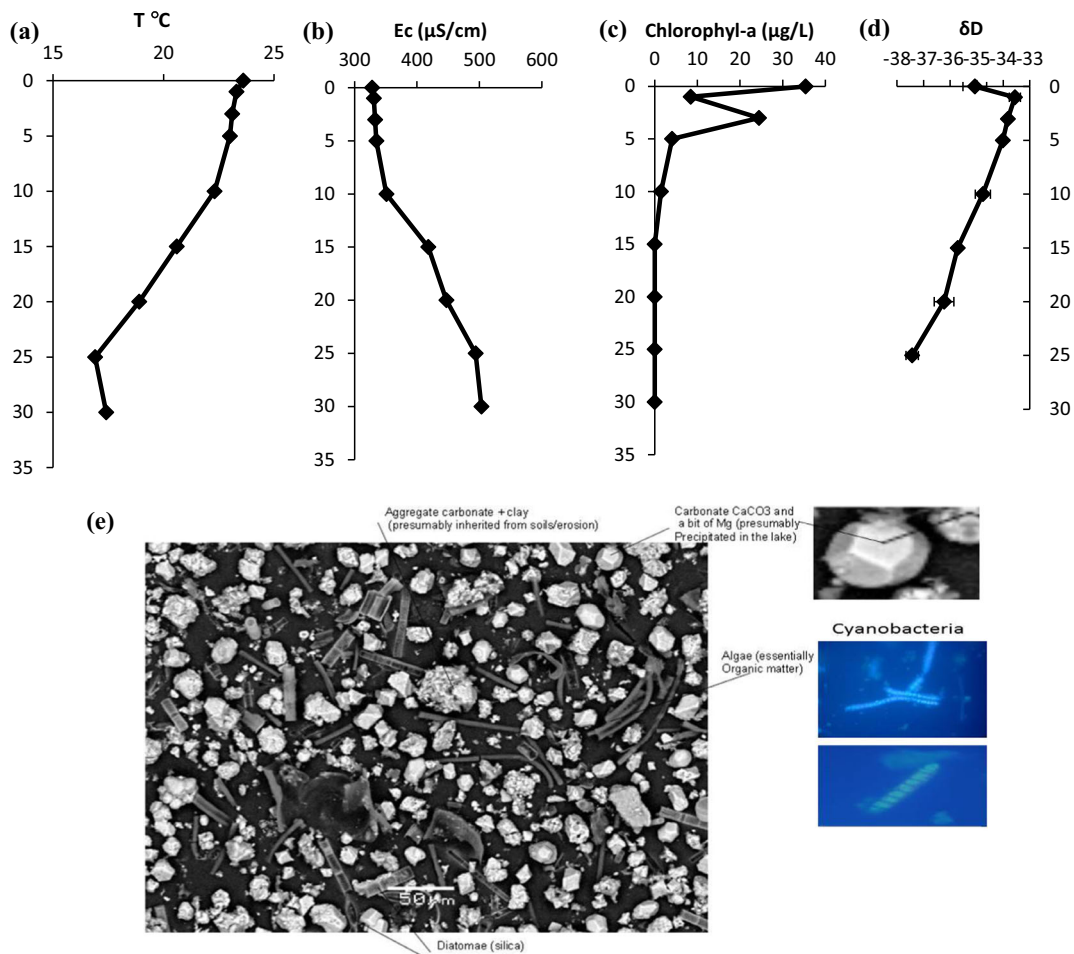 (a)
T °C
15 20 25
0
5
10
15
20
25
30
35
(b)
Ec (μS/cm)
300 400 500 600
0
5
10
15
20
25
30
35
(c)
Chlorophyl-a (μg/L)
0 10 20 30 40
0
5
10
15
20
25
30
35
(d)
δD
-38-37-36-35-34-33
0
5
10
15
20
25
30
(e)
Aggregate carbonate + clay
(presumably inherited from soils/erosion)
Carbonate CaCO3 and
a bit of Mg (presumably
Precipitated in the lake)
Cyanobacteria
Algae (essentially
Organic matter)
50μm
Diatomae (silica)